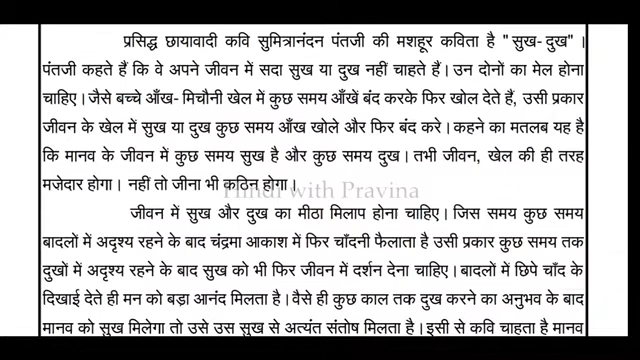 प्रसिद्ध छायावादी कवि सुमित्रानंदन पंतजी की मशहूर कविता है " सुख- दुख" ।
पंतजी कहते हैं कि वे अपने जीवन में सदा सुख या दुख नहीं चाहते हैं। उन दोनों का मेल होना
चाहिए। जैसे बच्चे आँख- मिचौनी खेल में कुछ समय आँखें बंद करके फिर खोल देते हैं, उसी प्रकार
जीवन के खेल में सुख या दुख कुछ समय आँख खोले और फिर बंद करे। कहने का मतलब यह है
कि मानव के जीवन में कुछ समय सुख है और कुछ समय दुख। तभी जीवन, खेल की ही तरह
मजेदार होगा। नहीं तो जीना भी कठिन होगा।
Hindi with Pravina
जीवन में सुख और दुख का मीठा मिलाप होना चाहिए। जिस समय कुछ समय
बादलों में अदृश्य रहने के बाद चंद्रमा आकाश में फिर चाँदनी फैलाता है उसी प्रकार कुछ समय तक
दुखों में अदृश्य रहने के बाद सुख को भी फिर जीवन में दर्शन देना चाहिए। बादलों में छिपे चाँद के
दिखाई देते ही मन को बड़ा आनंद मिलता है। वैसे ही कुछ काल तक दुख करने का अनुभव के बाद
मानव को सुख मिलेगा तो उसे उस सुख से अत्यंत संतोष मिलता है। इसी से कवि चाहता है मानव